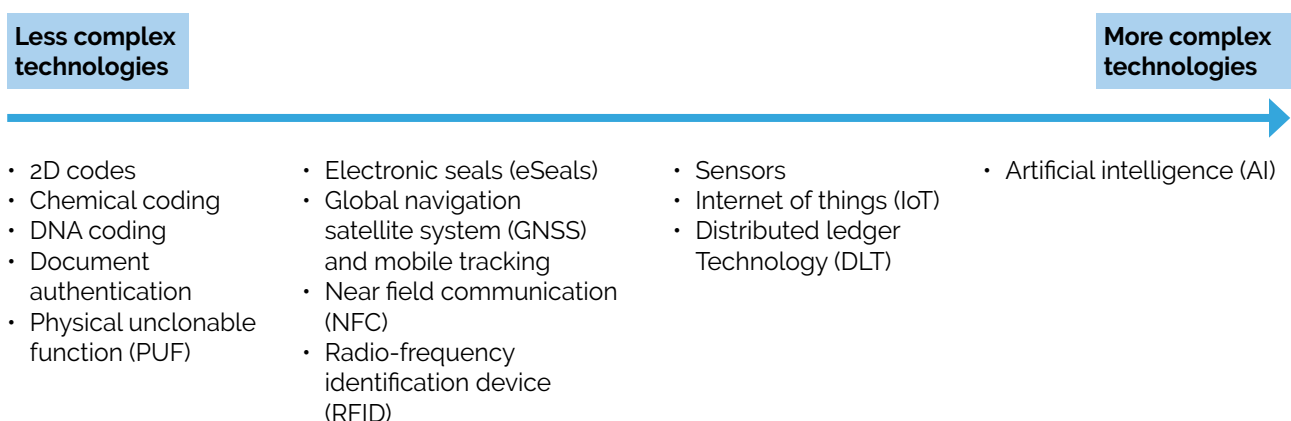 Less complex
technologies
More complex
technologies
• 2D codes
• Chemical coding
• DNA coding
• Document
authentication
• Physical unclonable
function (PUF)
• Electronic seals (eSeals)
• Global navigation
satellite system (GNSS)
and mobile tracking
• Near field communication
(NFC)
• Radio-frequency
identification device
(RFID)
• Sensors
• Internet of things (IoT)
• Distributed ledger
Technology (DLT)
• Artificial intelligence (AI)